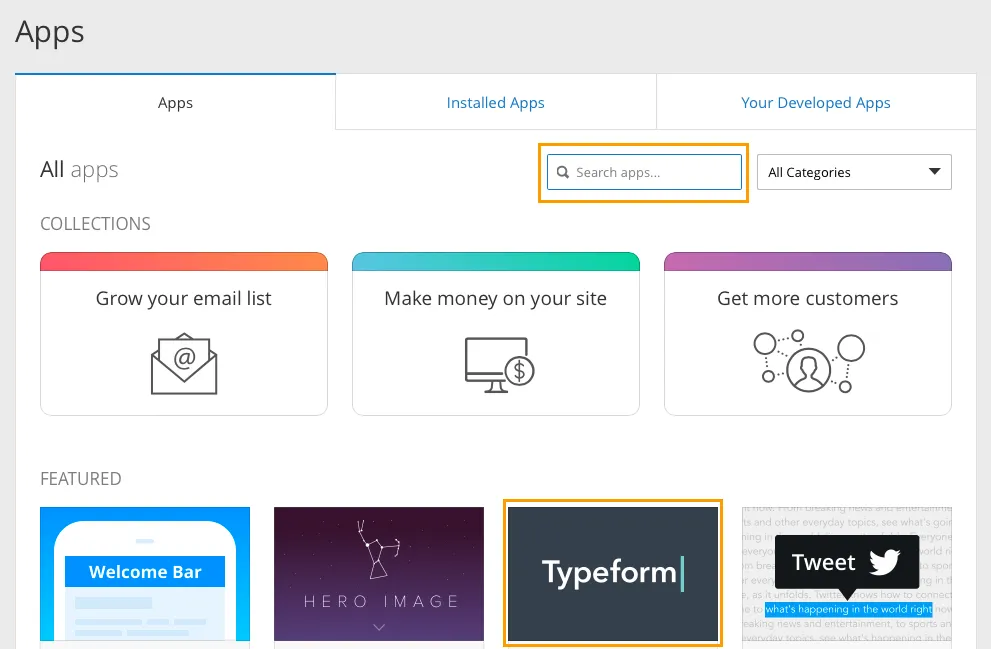 Apps
Apps Installed Apps Your Developed Apps
All apps
Search apps...
All Categories
COLLECTIONS
Grow your email list
Make money on your site
Get more customers
@
$
FEATURED
Welcome Bar
HERO IMAGE
Typeform
Tweet
what's happening in the world right